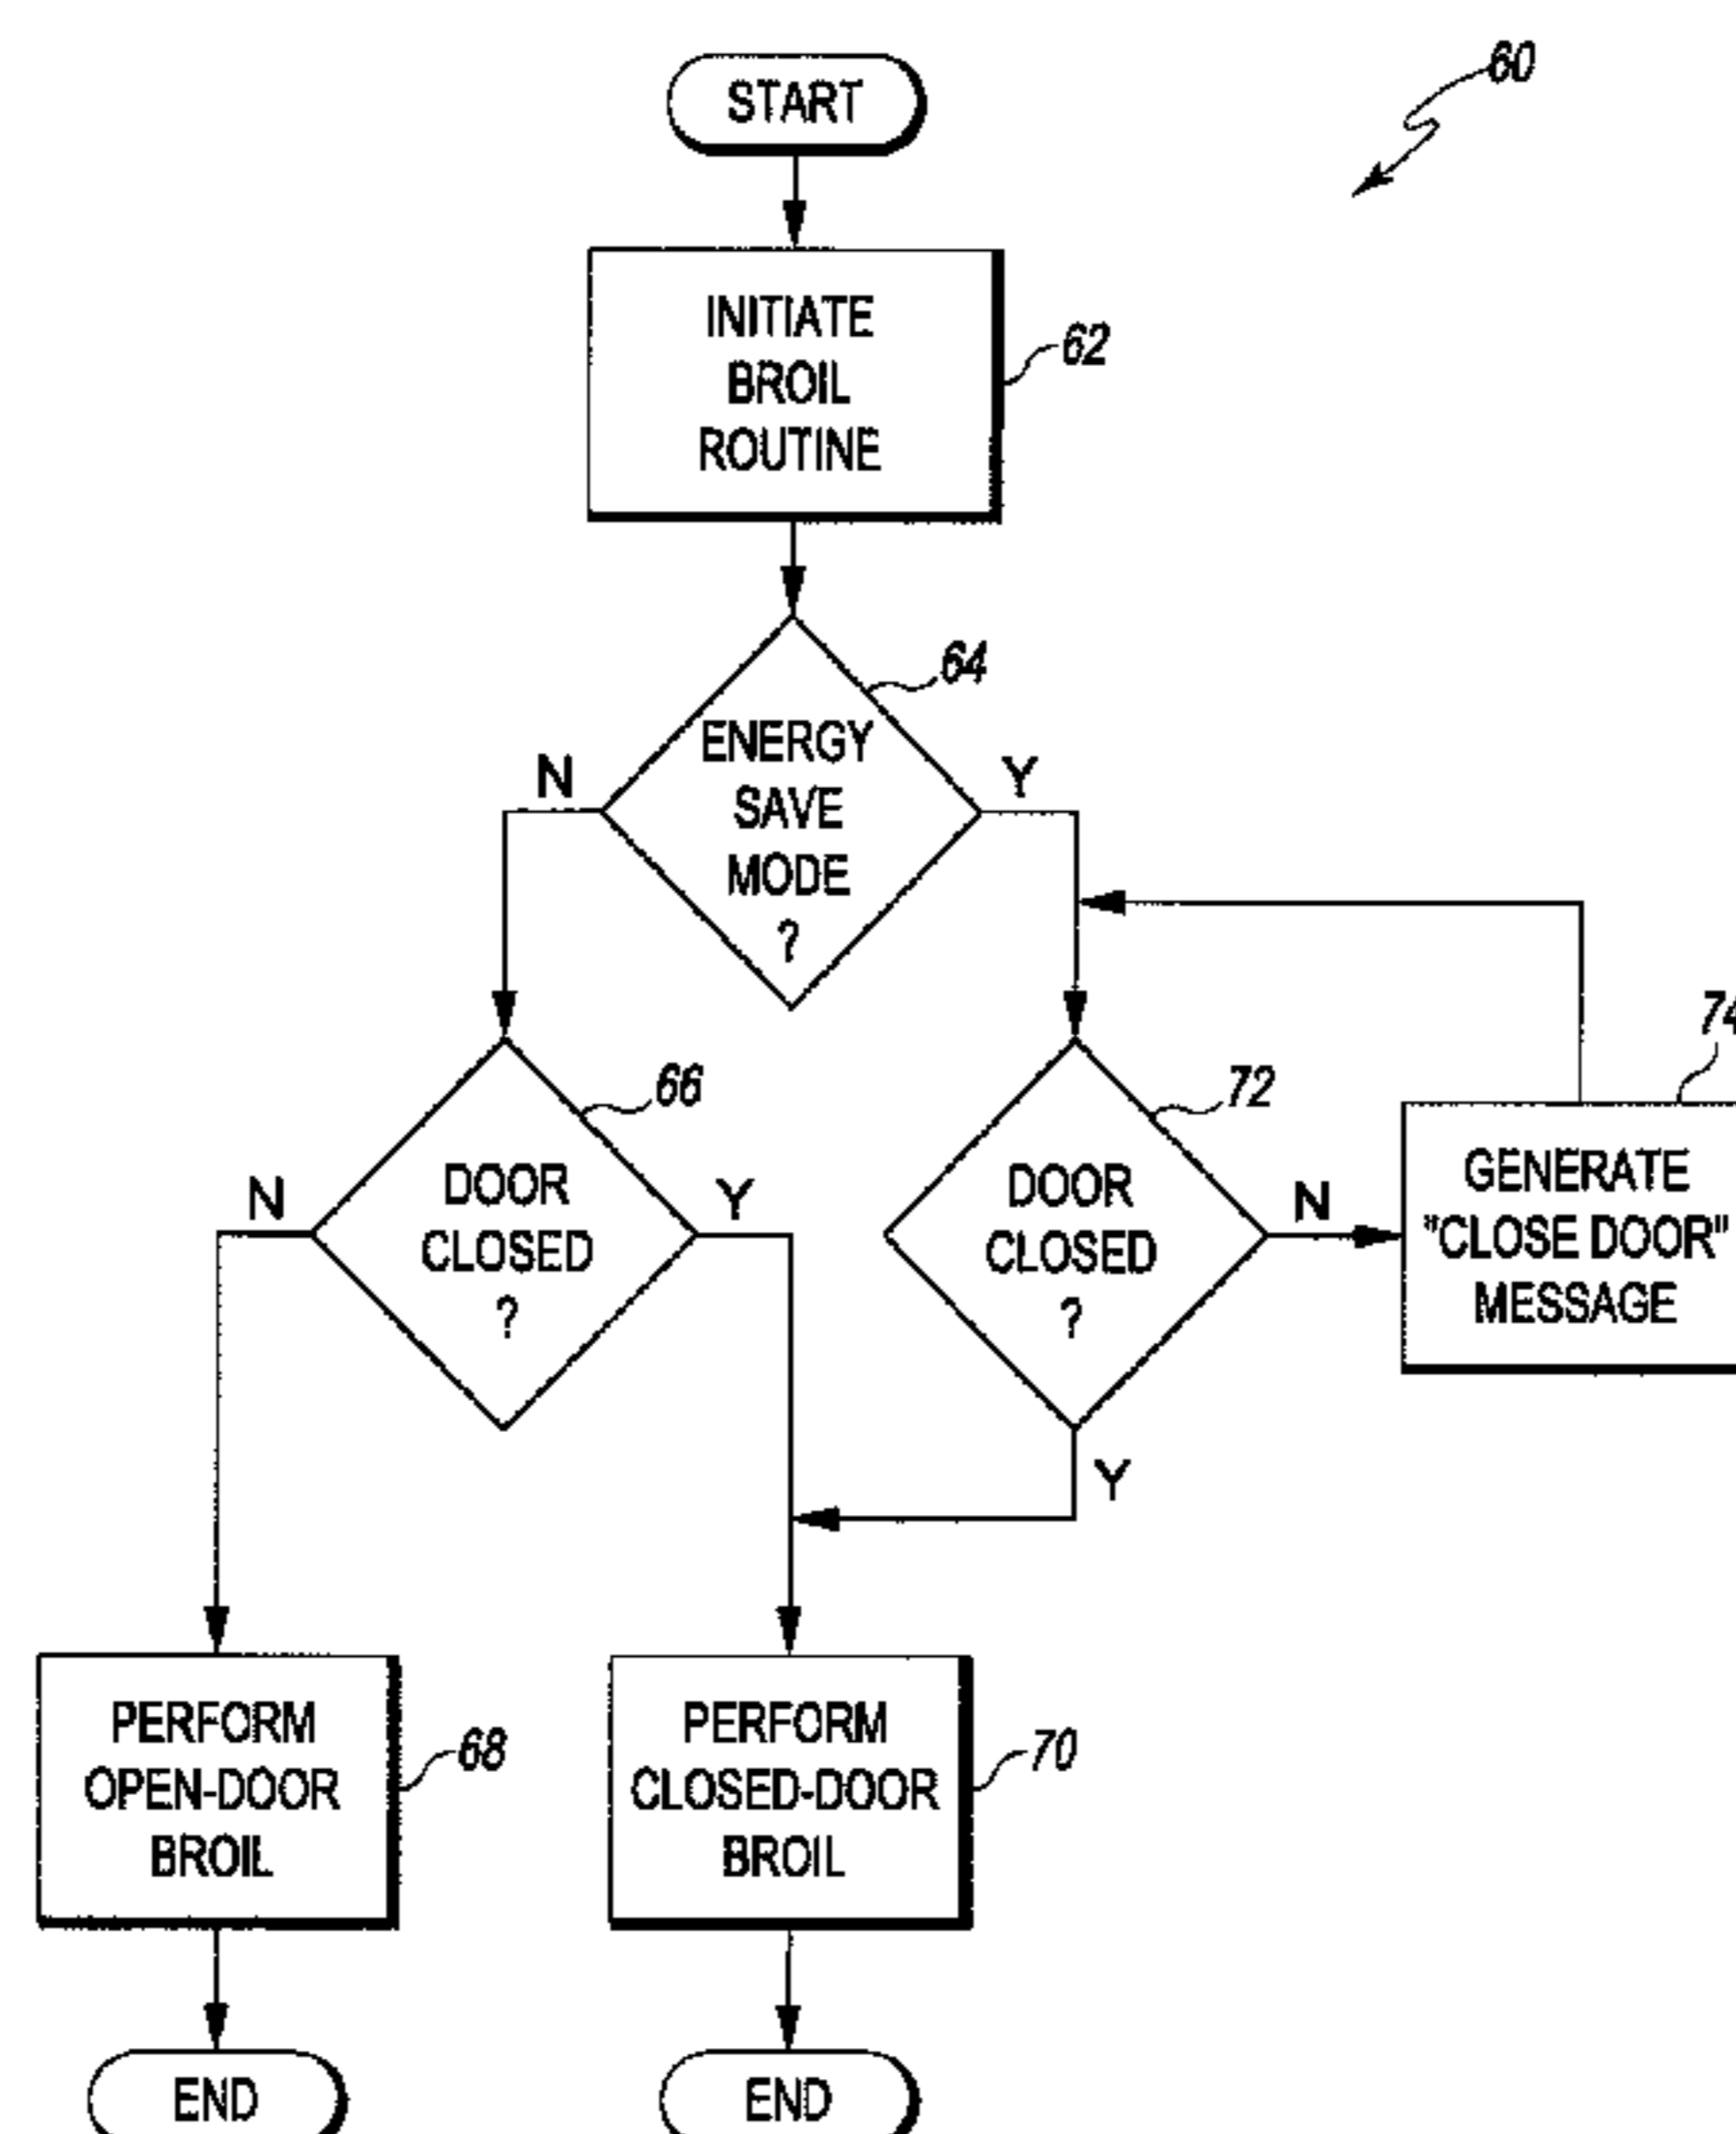 START
60
INITIATE
BROIL
ROUTINE
62
64
ENERGY
SAVE
MODE
?
N
Y
66
DOOR
CLOSED
?
N
Y
72
DOOR
CLOSED
?
N
Y
74
GENERATE
"CLOSE DOOR"
MESSAGE
PERFORM
OPEN-DOOR
BROIL
68
PERFORM
CLOSED-DOOR
BROIL
70
END
END